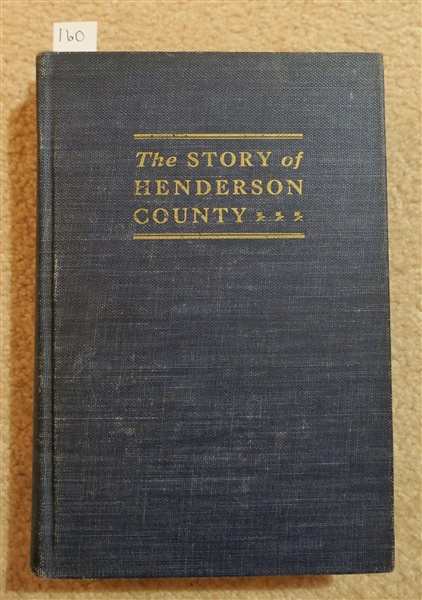 160
The STORY of
HENDERSON
COUNTY